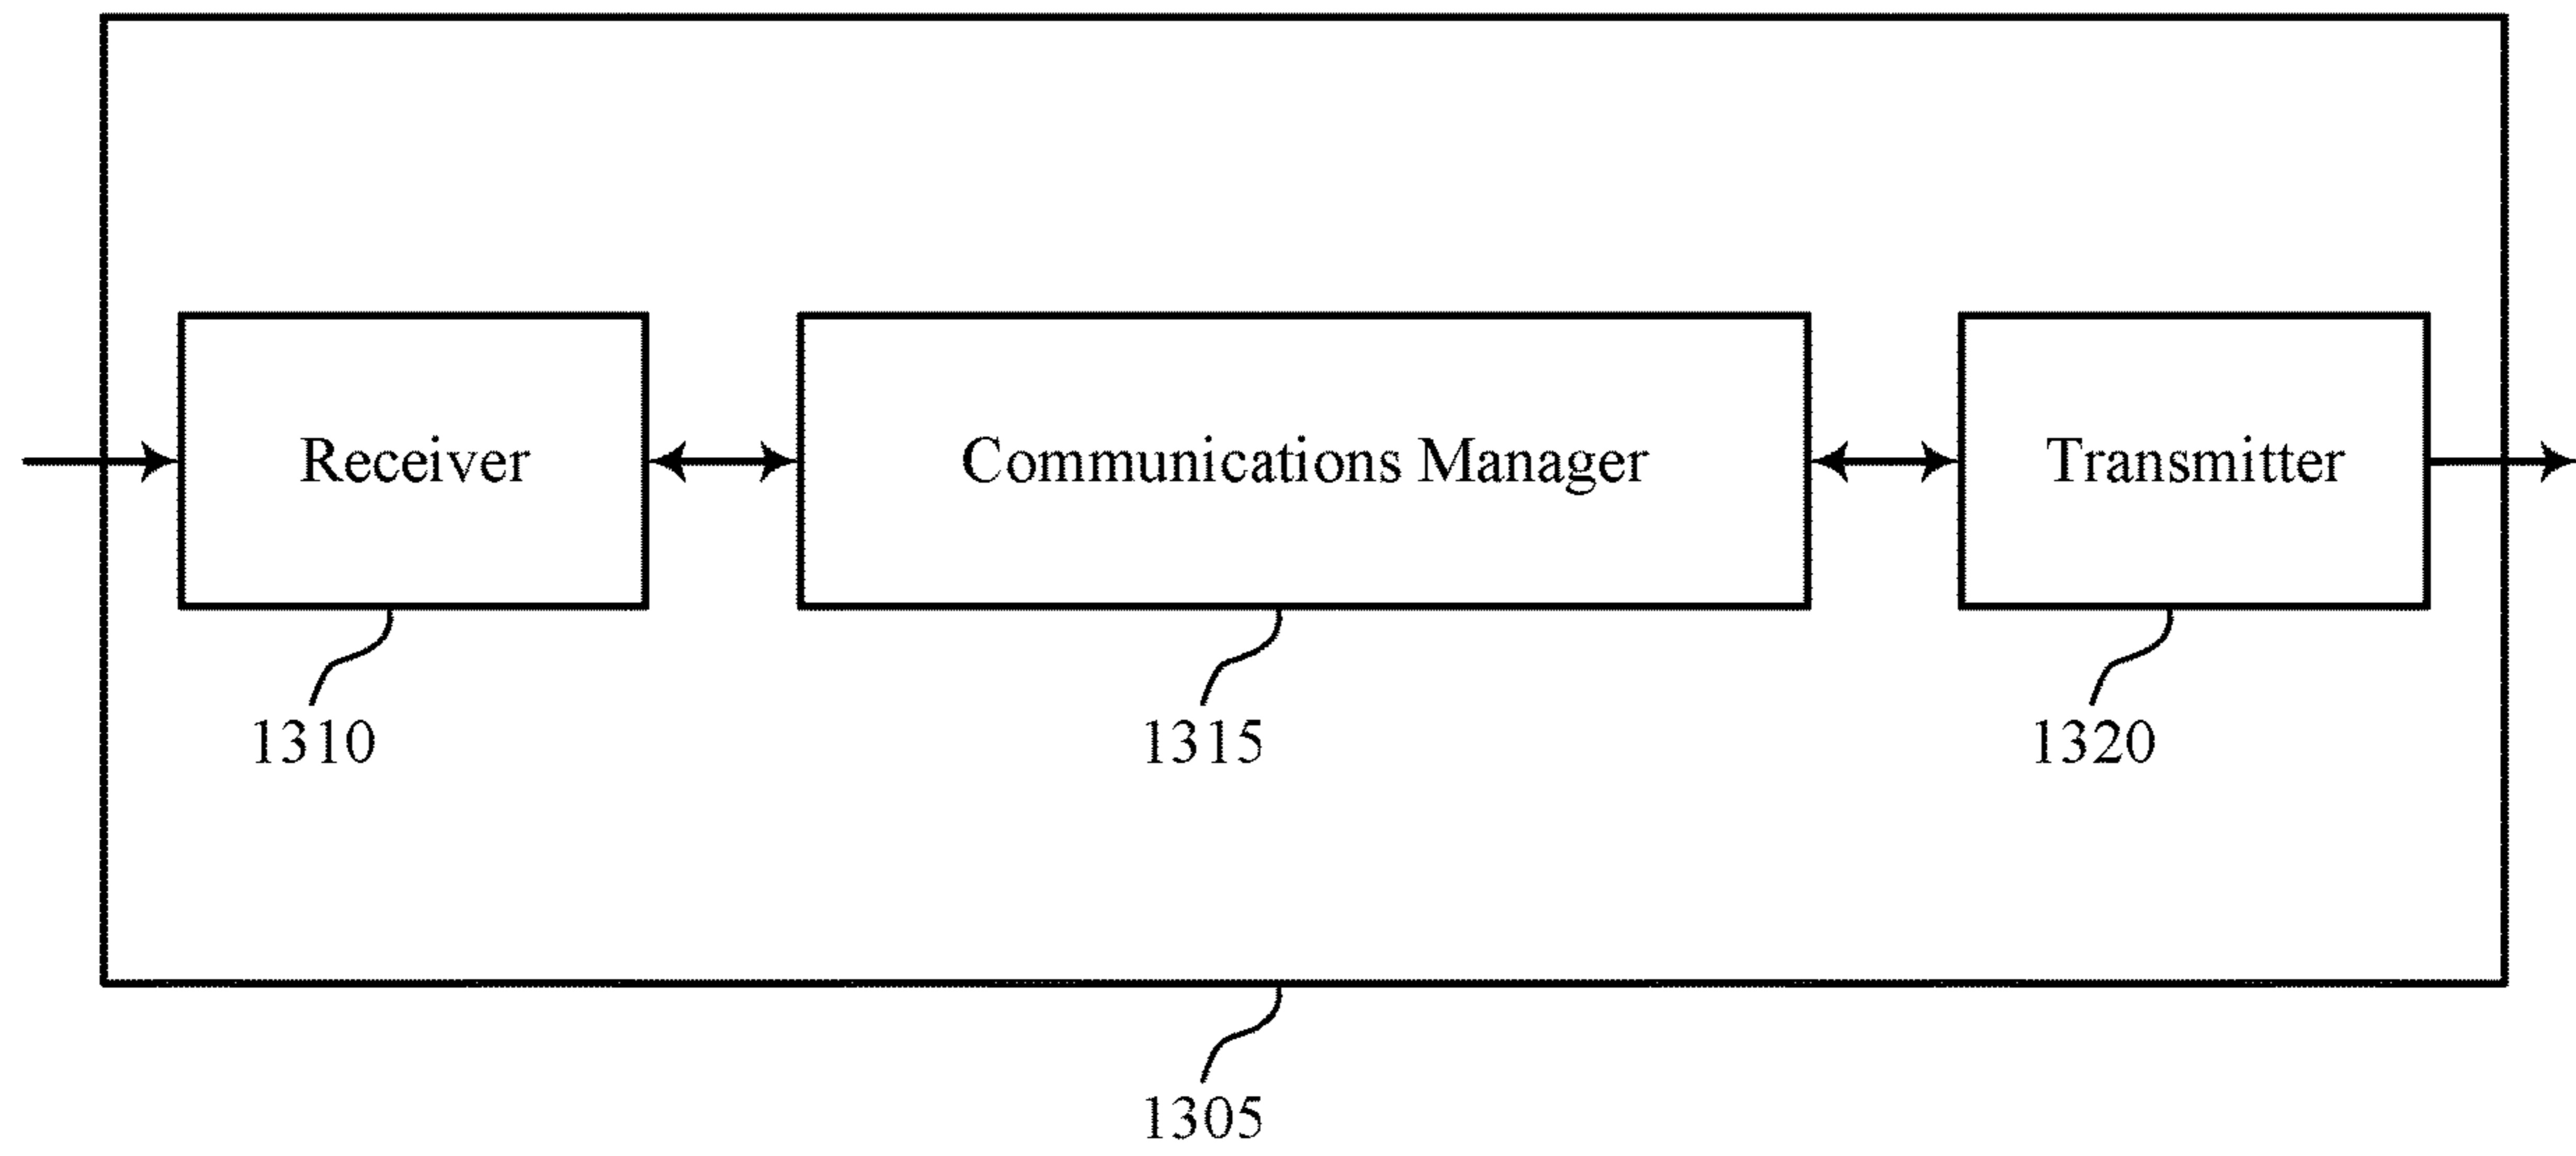 Receiver
Communications Manager
Transmitter
1310
1315
1320
1305